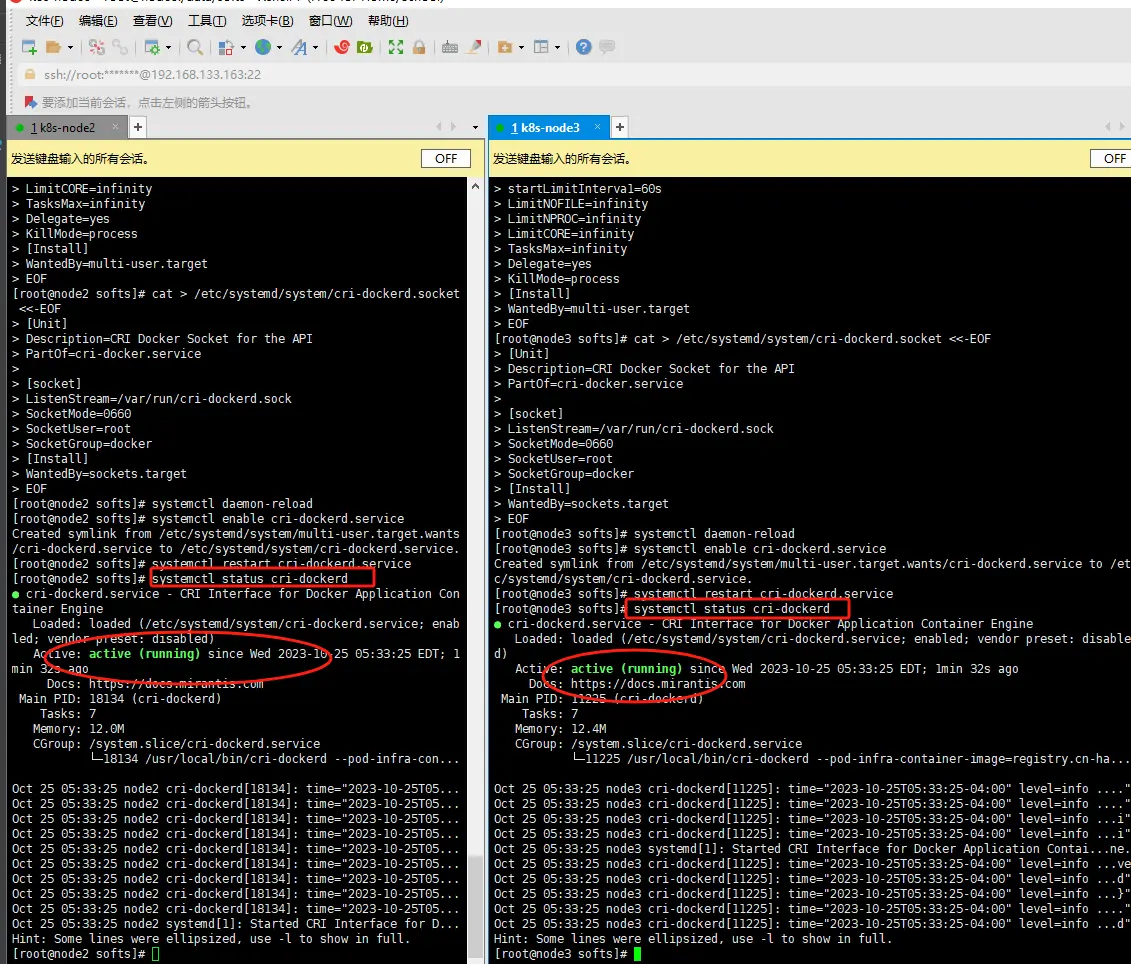 文件(F) 编辑(E) 查看(V) 工具(T) 选项卡(B) 窗口(W) 帮助(H)
ssh://root:*******@192.168.133.163:22
要添加当前会话，点击左侧的箭头按钮。
1 k8s-node2 × +
发送键盘输入的所有会话。 OFF
> LimitCORE=infinity
> TasksMax=infinity
> Delegate=yes
> KillMode=process
> [Install]
> WantedBy=multi-user.target
> EOF
[root@node2 softs]# cat > /etc/systemd/system/cri-dockerd.socket
 <<-EOF
> [Unit]
> Description=CRI Docker Socket for the API
> PartOf=cri-docker.service
>
> [socket]
> ListenStream=/var/run/cri-dockerd.sock
> SocketMode=0660
> SocketUser=root
> SocketGroup=docker
> [Install]
> WantedBy=sockets.target
> EOF
[root@node2 softs]# systemctl daemon-reload
[root@node2 softs]# systemctl enable cri-dockerd.service
Created symlink from /etc/systemd/system/multi-user.target.wants
/cri-dockerd.service to /etc/systemd/system/cri-dockerd.service.
[root@node2 softs]# systemctl restart cri-dockerd.service
[root@node2 softs]# systemctl status cri-dockerd
● cri-dockerd.service - CRI Interface for Docker Application Con
tainer Engine
   Loaded: loaded (/etc/systemd/system/cri-dockerd.service; enab
led; vendor preset: disabled)
   Active: active (running) since Wed 2023-10-25 05:33:25 EDT; 1
min 32s ago
     Docs: https://docs.mirantis.com
 Main PID: 18134 (cri-dockerd)
    Tasks: 7
   Memory: 12.0M
   CGroup: /system.slice/cri-dockerd.service
           └─18134 /usr/local/bin/cri-dockerd --pod-infra-con...
Oct 25 05:33:25 node2 cri-dockerd[18134]: time="2023-10-25T05...
Oct 25 05:33:25 node2 cri-dockerd[18134]: time="2023-10-25T05...
Oct 25 05:33:25 node2 cri-dockerd[18134]: time="2023-10-25T05...
Oct 25 05:33:25 node2 cri-dockerd[18134]: time="2023-10-25T05...
Oct 25 05:33:25 node2 cri-dockerd[18134]: time="2023-10-25T05...
Oct 25 05:33:25 node2 cri-dockerd[18134]: time="2023-10-25T05...
Oct 25 05:33:25 node2 cri-dockerd[18134]: time="2023-10-25T05...
Oct 25 05:33:25 node2 cri-dockerd[18134]: time="2023-10-25T05...
Oct 25 05:33:25 node2 cri-dockerd[18134]: time="2023-10-25T05...
Oct 25 05:33:25 node2 systemd[1]: Started CRI Interface for D...
Hint: Some lines were ellipsized, use -l to show in full.
[root@node2 softs]#
1 k8s-node3 × +
发送键盘输入的所有会话。 OFF
> startLimitInterval=60s
> LimitNOFILE=infinity
> LimitNPROC=infinity
> LimitCORE=infinity
> TasksMax=infinity
> Delegate=yes
> KillMode=process
> [Install]
> WantedBy=multi-user.target
> EOF
[root@node3 softs]# cat > /etc/systemd/system/cri-dockerd.socket <<-EOF
> [Unit]
> Description=CRI Docker Socket for the API
> PartOf=cri-docker.service
>
> [socket]
> ListenStream=/var/run/cri-dockerd.sock
> SocketMode=0660
> SocketUser=root
> SocketGroup=docker
> [Install]
> WantedBy=sockets.target
> EOF
[root@node3 softs]# systemctl daemon-reload
[root@node3 softs]# systemctl enable cri-dockerd.service
Created symlink from /etc/systemd/system/multi-user.target.wants/cri-dockerd.service to /et
c/systemd/system/cri-dockerd.service.
[root@node3 softs]# systemctl restart cri-dockerd.service
[root@node3 softs]# systemctl status cri-dockerd
● cri-dockerd.service - CRI Interface for Docker Application Container Engine
   Loaded: loaded (/etc/systemd/system/cri-dockerd.service; enabled; vendor preset: disable
d)
   Active: active (running) since Wed 2023-10-25 05:33:25 EDT; 1min 32s ago
     Docs: https://docs.mirantis.com
 Main PID: 11225 (cri-dockerd)
    Tasks: 7
   Memory: 12.4M
   CGroup: /system.slice/cri-dockerd.service
           └─11225 /usr/local/bin/cri-dockerd --pod-infra-container-image=registry.cn-ha...
Oct 25 05:33:25 node3 cri-dockerd[11225]: time="2023-10-25T05:33:25-04:00" level=info ...."
Oct 25 05:33:25 node3 cri-dockerd[11225]: time="2023-10-25T05:33:25-04:00" level=info ...."
Oct 25 05:33:25 node3 cri-dockerd[11225]: time="2023-10-25T05:33:25-04:00" level=info ...i"
Oct 25 05:33:25 node3 cri-dockerd[11225]: time="2023-10-25T05:33:25-04:00" level=info ...i"
Oct 25 05:33:25 node3 systemd[1]: Started CRI Interface for Docker Application Contai...ne.
Oct 25 05:33:25 node3 cri-dockerd[11225]: time="2023-10-25T05:33:25-04:00" level=info ...ve
Oct 25 05:33:25 node3 cri-dockerd[11225]: time="2023-10-25T05:33:25-04:00" level=info ...d"
Oct 25 05:33:25 node3 cri-dockerd[11225]: time="2023-10-25T05:33:25-04:00" level=info ...}"
Oct 25 05:33:25 node3 cri-dockerd[11225]: time="2023-10-25T05:33:25-04:00" level=info ...."
Oct 25 05:33:25 node3 cri-dockerd[11225]: time="2023-10-25T05:33:25-04:00" level=info ...d"
Hint: Some lines were ellipsized, use -l to show in full.
[root@node3 softs]#